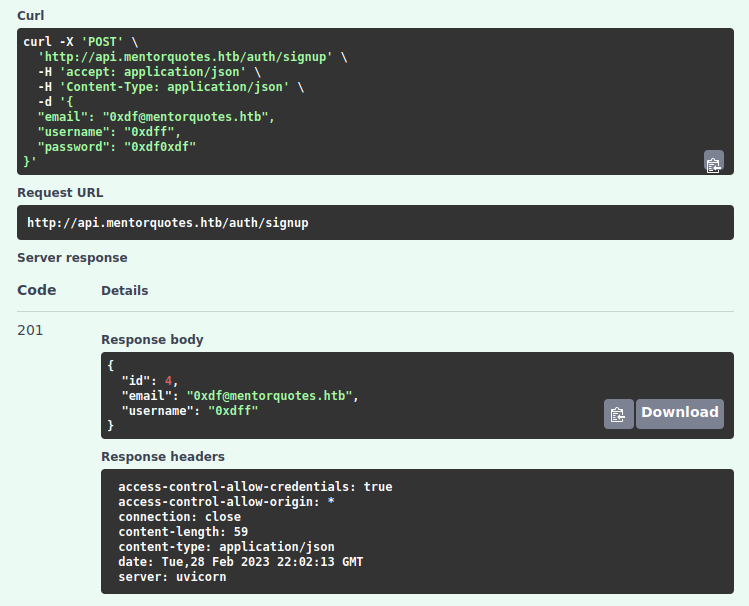 Curl
curl -X 'POST' \
  'http://api.mentorquotes.htb/auth/signup' \
  -H 'accept: application/json' \
  -H 'Content-Type: application/json' \
  -d '{
  "email": "0xdf@mentorquotes.htb",
  "username": "0xdff",
  "password": "0xdf0xdf"
}'
Request URL
http://api.mentorquotes.htb/auth/signup
Server response
Code Details
201
Response body
{
  "id": 4,
  "email": "0xdf@mentorquotes.htb",
  "username": "0xdff"
}
Download
Response headers
access-control-allow-credentials: true
access-control-allow-origin: *
connection: close
content-length: 59
content-type: application/json
date: Tue,28 Feb 2023 22:02:13 GMT
server: uvicorn